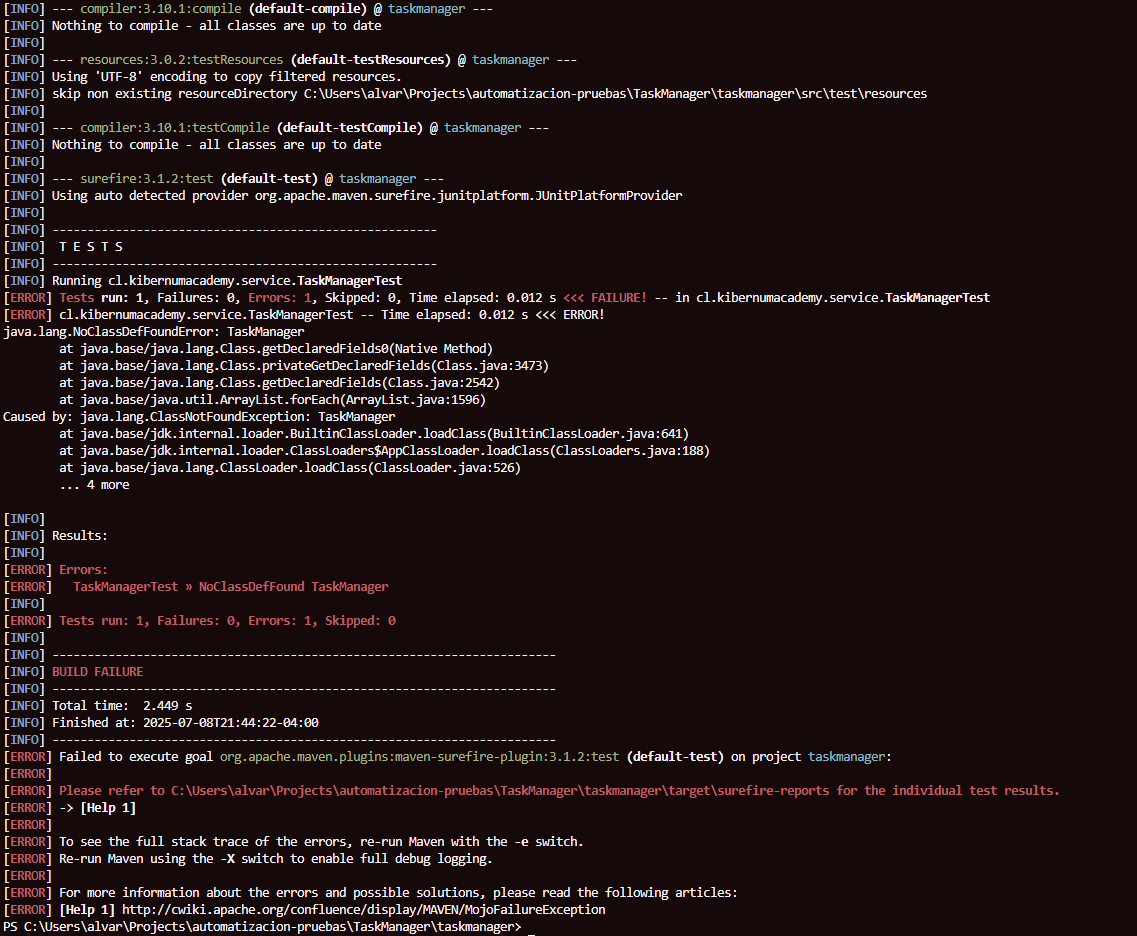 [INFO] --- compiler:3.10.1:compile (default-compile) @ taskmanager ---
[INFO] Nothing to compile - all classes are up to date
[INFO]
[INFO] --- resources:3.0.2:testResources (default-testResources) @ taskmanager ---
[INFO] Using 'UTF-8' encoding to copy filtered resources.
[INFO] skip non existing resourceDirectory C:\Users\alvar\Projects\automatizacion-pruebas\TaskManager\taskmanager\src\test\resources
[INFO]
[INFO] --- compiler:3.10.1:testCompile (default-testCompile) @ taskmanager ---
[INFO] Nothing to compile - all classes are up to date
[INFO]
[INFO] --- surefire:3.1.2:test (default-test) @ taskmanager ---
[INFO] Using auto detected provider org.apache.maven.surefire.junitplatform.JUnitPlatformProvider
[INFO]
[INFO] -------------------------------------------------------
[INFO]  T E S T S
[INFO] -------------------------------------------------------
[INFO] Running cl.kibernumacademy.service.TaskManagerTest
[ERROR] Tests run: 1, Failures: 0, Errors: 1, Skipped: 0, Time elapsed: 0.012 s <<< FAILURE! -- in cl.kibernumacademy.service.TaskManagerTest
[ERROR] cl.kibernumacademy.service.TaskManagerTest -- Time elapsed: 0.012 s <<< ERROR!
java.lang.NoClassDefFoundError: TaskManager
        at java.base/java.lang.Class.getDeclaredFields0(Native Method)
        at java.base/java.lang.Class.privateGetDeclaredFields(Class.java:3473)
        at java.base/java.lang.Class.getDeclaredFields(Class.java:2542)
        at java.base/java.util.ArrayList.forEach(ArrayList.java:1596)
Caused by: java.lang.ClassNotFoundException: TaskManager
        at java.base/jdk.internal.loader.BuiltinClassLoader.loadClass(BuiltinClassLoader.java:641)
        at java.base/jdk.internal.loader.ClassLoaders$AppClassLoader.loadClass(ClassLoaders.java:188)
        at java.base/java.lang.ClassLoader.loadClass(ClassLoader.java:526)
        ... 4 more
[INFO]
[INFO] Results:
[INFO]
[ERROR] Errors:
[ERROR]   TaskManagerTest » NoClassDefFound TaskManager
[INFO]
[ERROR] Tests run: 1, Failures: 0, Errors: 1, Skipped: 0
[INFO]
[INFO] ------------------------------------------------------------------------
[INFO] BUILD FAILURE
[INFO] ------------------------------------------------------------------------
[INFO] Total time:  2.449 s
[INFO] Finished at: 2025-07-08T21:44:22-04:00
[INFO] ------------------------------------------------------------------------
[ERROR] Failed to execute goal org.apache.maven.plugins:maven-surefire-plugin:3.1.2:test (default-test) on project taskmanager:
[ERROR]
[ERROR] Please refer to C:\Users\alvar\Projects\automatizacion-pruebas\TaskManager\taskmanager\target\surefire-reports for the individual test results.
[ERROR] -> [Help 1]
[ERROR]
[ERROR] To see the full stack trace of the errors, re-run Maven with the -e switch.
[ERROR] Re-run Maven using the -X switch to enable full debug logging.
[ERROR]
[ERROR] For more information about the errors and possible solutions, please read the following articles:
[ERROR] [Help 1] http://cwiki.apache.org/confluence/display/MAVEN/MojoFailureException
PS C:\Users\alvar\Projects\automatizacion-pruebas\TaskManager\taskmanager> _